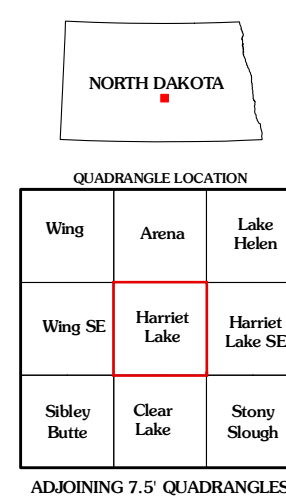 NORTH DAKOTA
QUADRANGLE LOCATION
Wing
Arena
Lake
Helen
Wing SE
Harriet
Lake
Harriet
Lake SE
Sibley
Butte
Clear
Lake
Stony
Slough
ADJOINING 7.5' QUADRANGLES